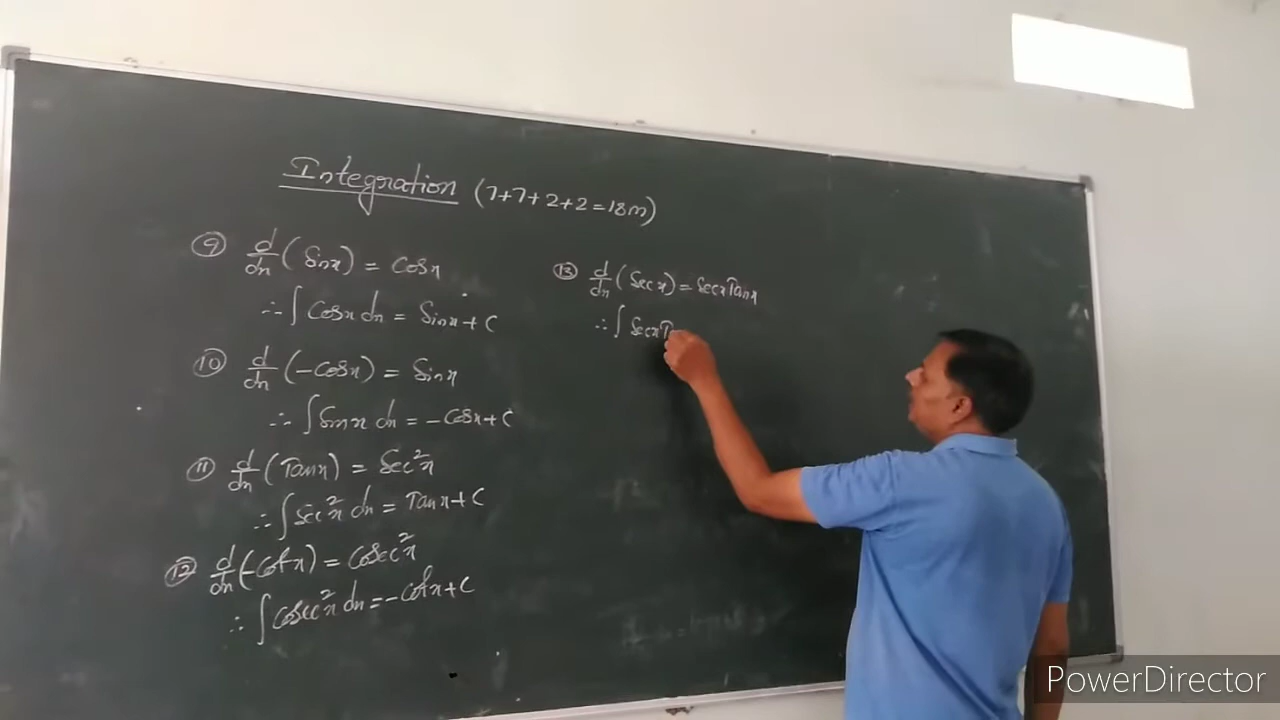 Integration (7+7+2+2=18m)
⑨ d/dx (Sinx) = Cosx
∴ ∫ Cosx dx = Sinx + C
⑩ d/dx (-Cosx) = Sinx
∴ ∫ Sinx dx = -Cosx + C
⑪ d/dx (Tanx) = Sec²x
∴ ∫ Sec²x dx = Tanx + C
⑫ d/dx (-Cotx) = Cosec²x
∴ ∫ Cosec²x dx = -Cotx + C
⑬ d/dx (Secx) = SecxTanx
∴ ∫ SecxT
PowerDirector